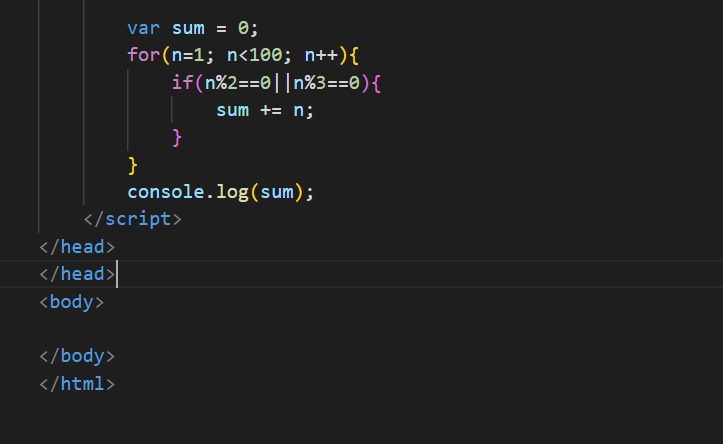 var sum = 0;
for(n=1; n<100; n++){
if(n%2==0||n%3==0){
sum += n;
}
}
console.log(sum);
</script>
</head>
</head>
<body>
</body>
</html>